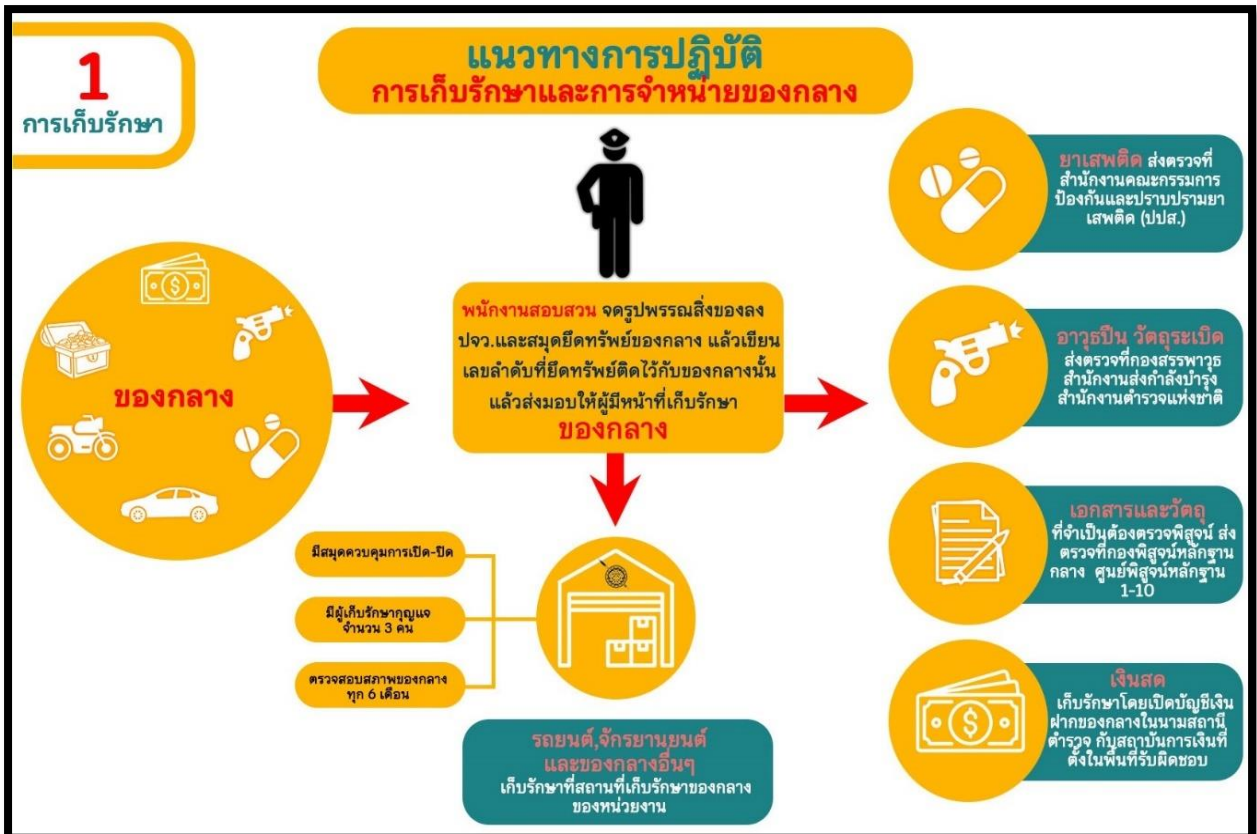 1
การเก็บรักษา
แนวทางการปฏิบัติ
การเก็บรักษาและการจำหน่ายของกลาง
ของกลาง
พนักงานสอบสวน จดรูปพรรณสิ่งของลง
ปจว.และสมุดยึดทรัพย์ของกลาง แล้วเขียน
เลขลำดับที่ยึดทรัพย์ติดไว้กับของกลางนั้น
แล้วส่งมอบให้ผู้มีหน้าที่เก็บรักษา
ของกลาง
มีสมุดควบคุมการเปิด-ปิด
มีผู้เก็บรักษากุญแจ
จำนวน 3 คน
ตรวจสอบสภาพของกลาง
ทุก 6 เดือน
รถยนต์,จักรยานยนต์
และของกลางอื่นๆ
เก็บรักษาที่สถานที่เก็บรักษาของกลาง
ของหน่วยงาน
ยาเสพติด ส่งตรวจที่
สำนักงานคณะกรรมการ
ป้องกันและปราบปรามยา
เสพติด (ปปส.)
อาวุธปืน วัตถุระเบิด
ส่งตรวจที่กองสรรพาวุธ
สำนักงานส่งกำลังบำรุง
สำนักงานตำรวจแห่งชาติ
เอกสารและวัตถุ
ที่จำเป็นต้องตรวจพิสูจน์ ส่ง
ตรวจที่กองพิสูจน์หลักฐาน
กลาง ศูนย์พิสูจน์หลักฐาน
1-10
เงินสด
เก็บรักษาโดยเปิดบัญชีเงิน
ฝากของกลางในนามสถานี
ตำรวจ กับสถาบันการเงินที่
ตั้งในพื้นที่รับผิดชอบ